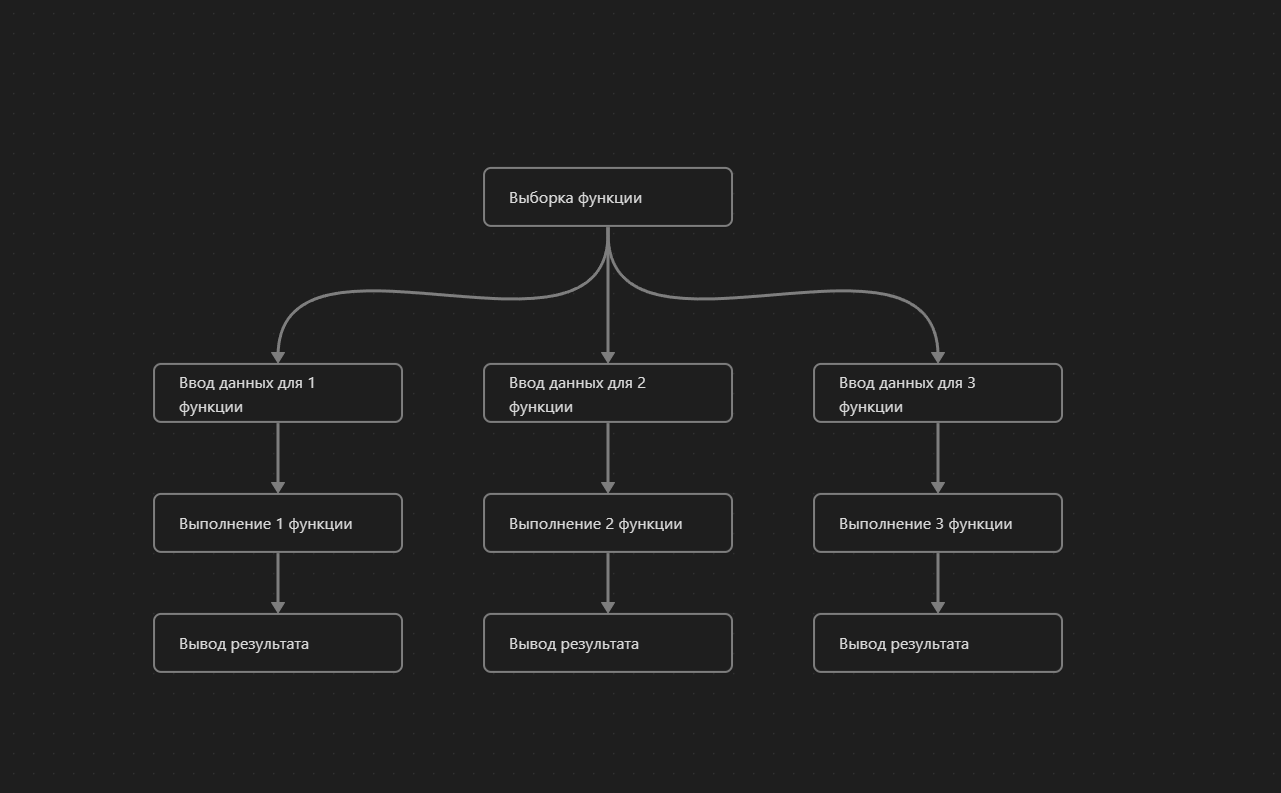 Выборка функции
Ввод данных для 1
функции
Ввод данных для 2
функции
Ввод данных для 3
функции
Выполнение 1 функции
Выполнение 2 функции
Выполнение 3 функции
Вывод результата
Вывод результата
Вывод результата